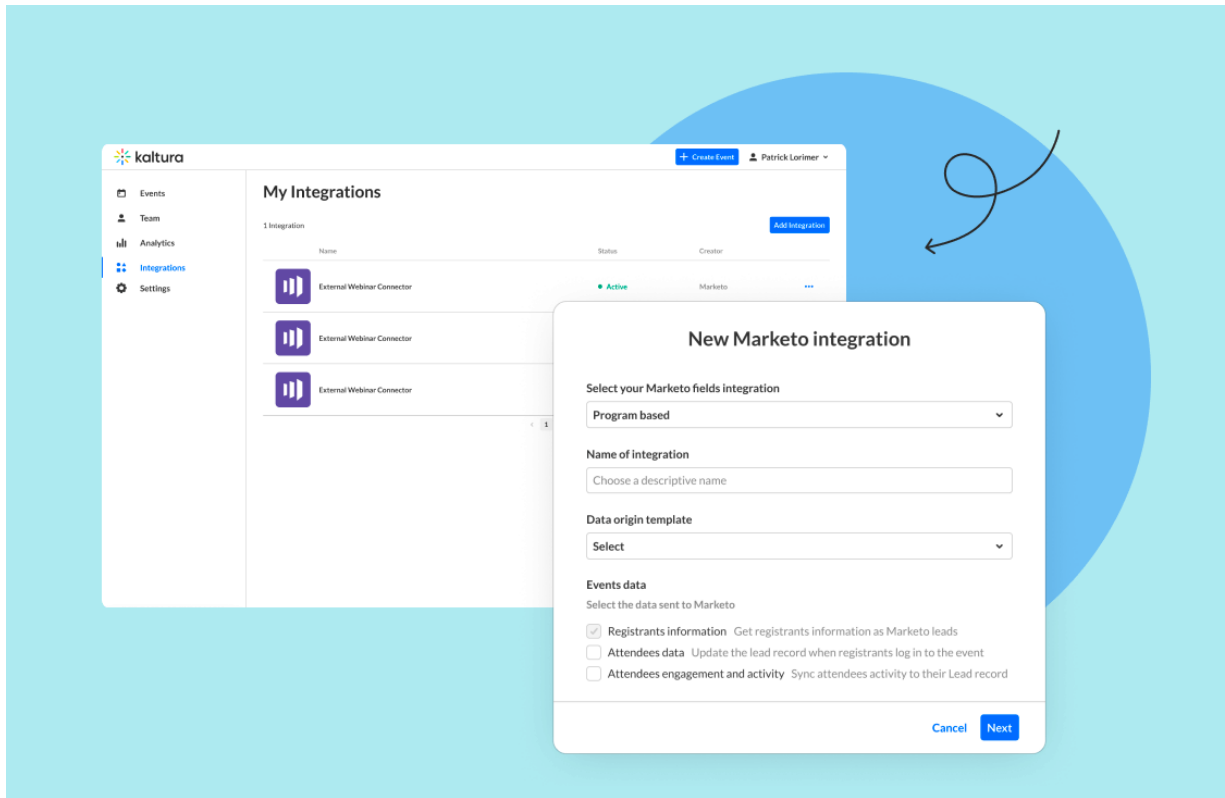 kaltura
+ Create Event
Patrick Lorimer
Events
Team
Analytics
Integrations
Settings
My Integrations
1 Integration
Add Integration
Name Status Creator
External Webinar Connector Active Marketo
External Webinar Connector
External Webinar Connector
< 1
New Marketo integration
Select your Marketo fields integration
Program based
Name of integration
Choose a descriptive name
Data origin template
Select
Events data
Select the data sent to Marketo
Registrants information Get registrants information as Marketo leads
Attendees data Update the lead record when registrants log in to the event
Attendees engagement and activity Sync attendees activity to their Lead record
Cancel Next